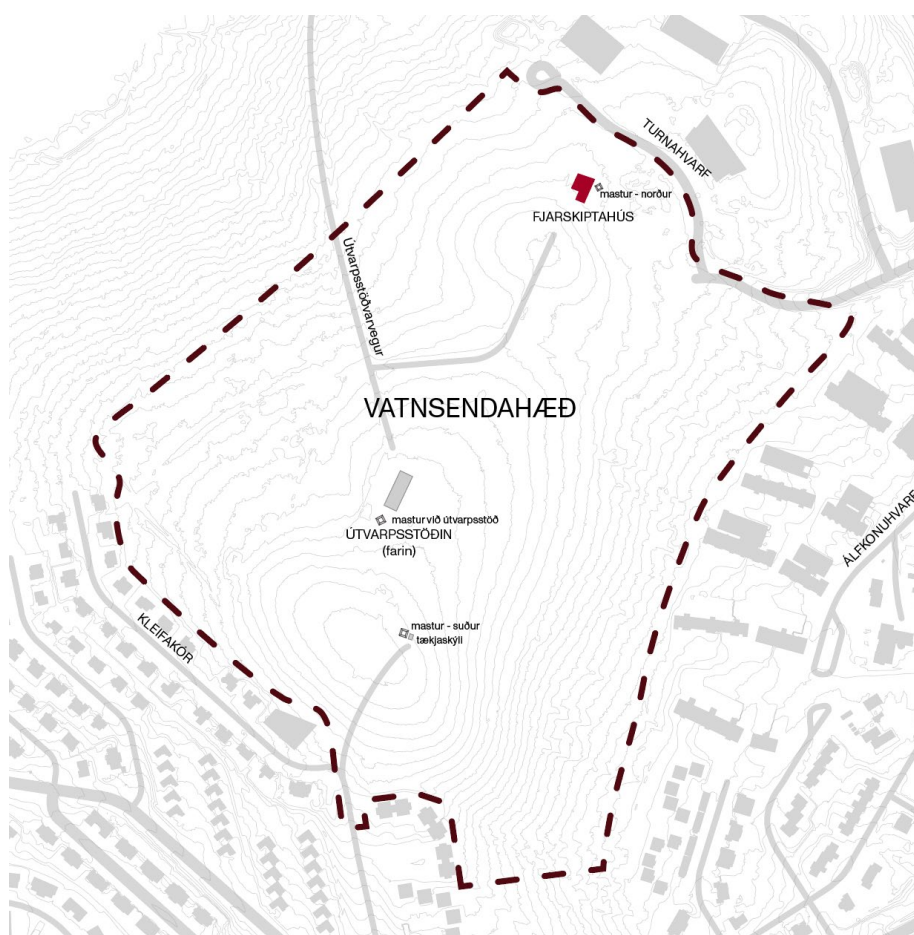 TURNAHVARF
mastur - norður
FJARSKIPTAHÚS
Útvarpsstöðvarvegur
VATNSENDAHÆÐ
mastur við útvarpsstöð
ÚTVARPSSTÖÐIN
(farin)
ÁLFKONUHVARF
mastur - suður
tækjaskýli
KLEIFAKÓR